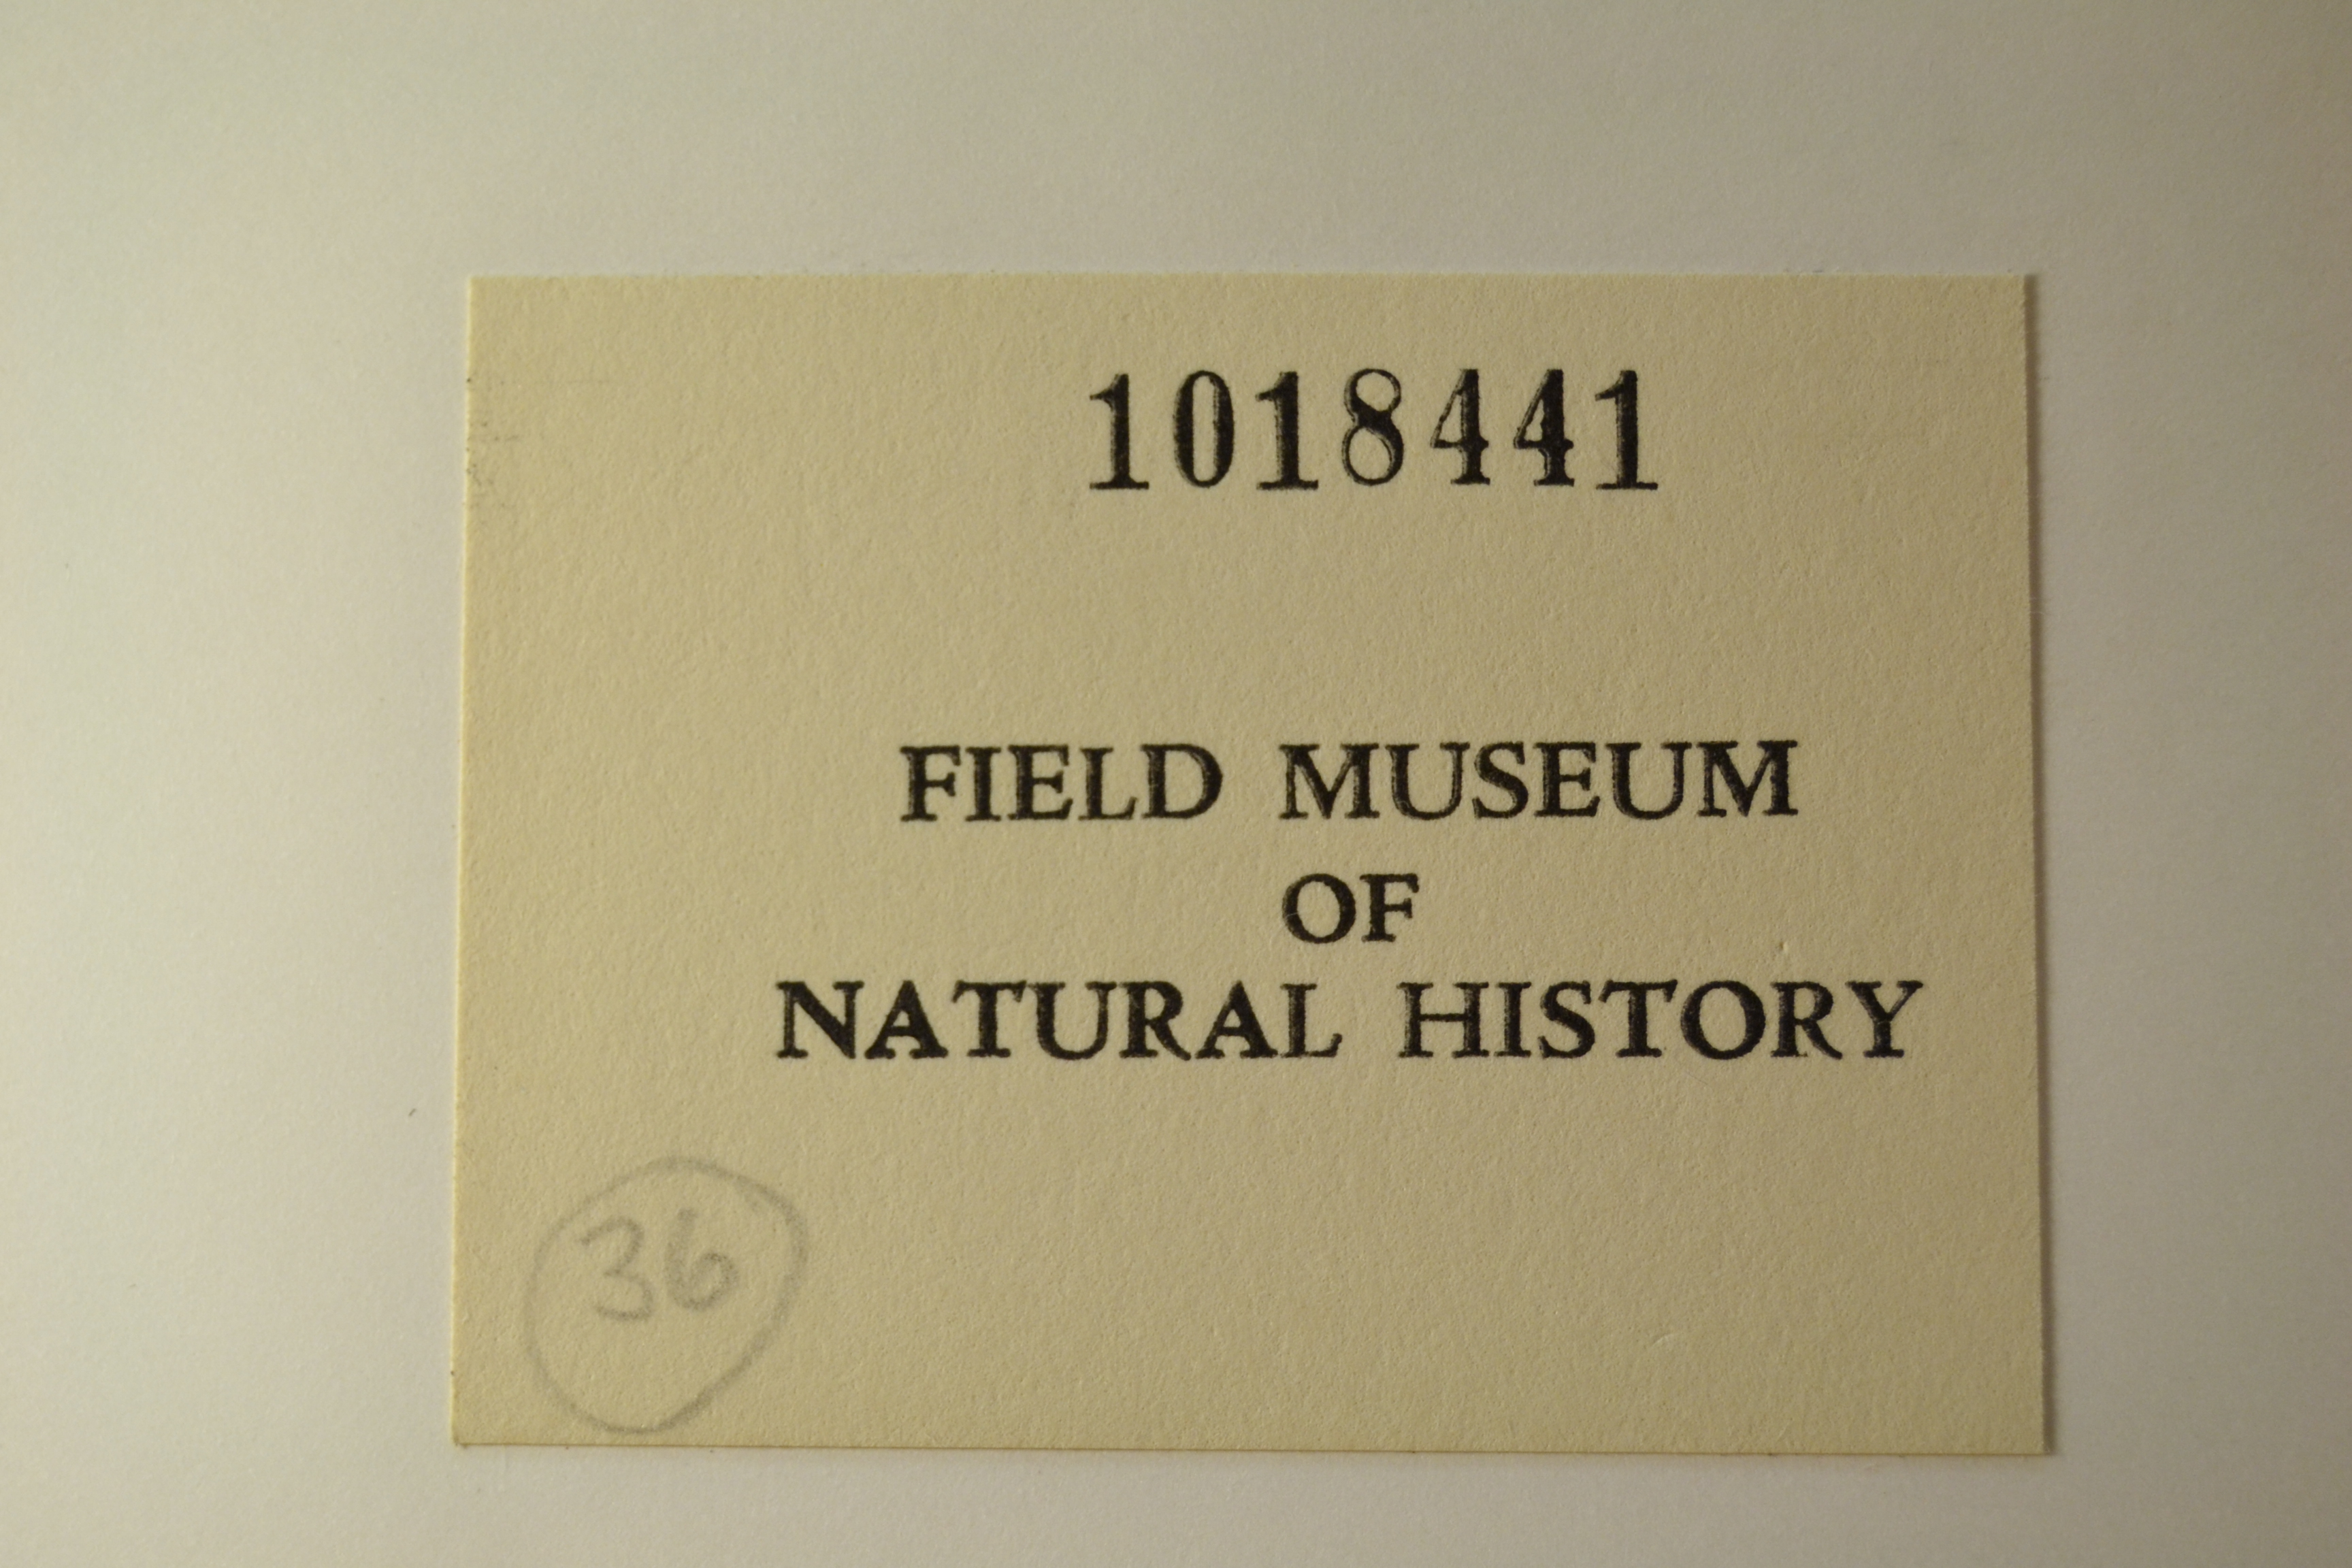 1018441
FIELD MUSEUM
OF
NATURAL HISTORY
36